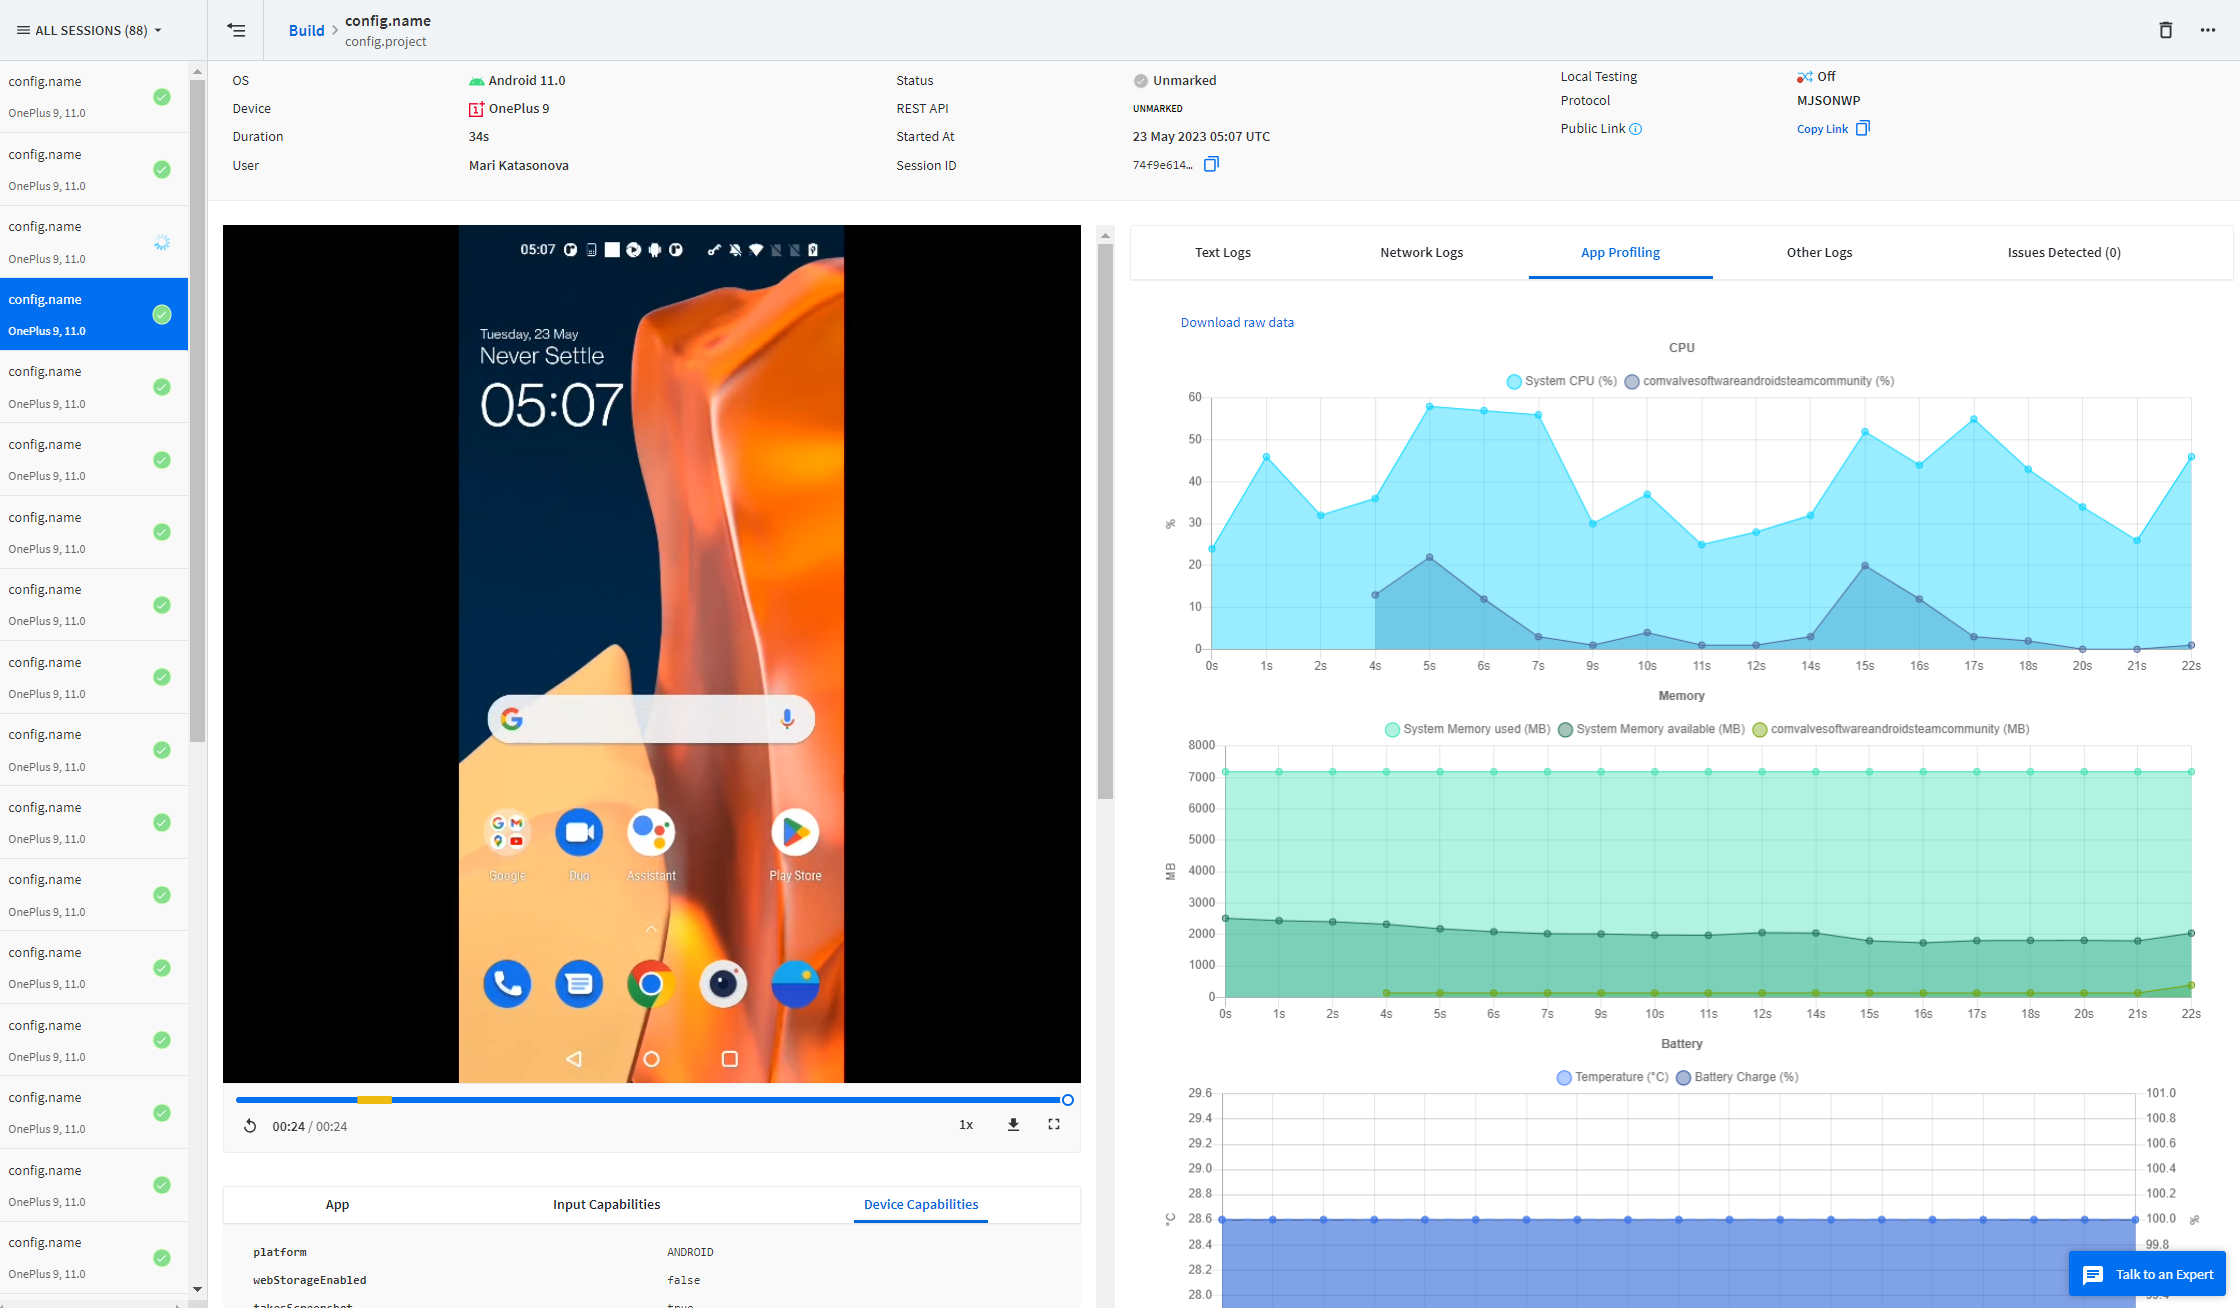 ALL SESSIONS (88)
Build
config.name
config.project
config.name
OnePlus 9, 11.0
config.name
OnePlus 9, 11.0
config.name
OnePlus 9, 11.0
config.name
OnePlus 9, 11.0
config.name
OnePlus 9, 11.0
config.name
OnePlus 9, 11.0
config.name
OnePlus 9, 11.0
config.name
OnePlus 9, 11.0
config.name
OnePlus 9, 11.0
config.name
OnePlus 9, 11.0
config.name
OnePlus 9, 11.0
config.name
OnePlus 9, 11.0
config.name
OnePlus 9, 11.0
config.name
OnePlus 9, 11.0
config.name
OnePlus 9, 11.0
config.name
OnePlus 9, 11.0
config.name
OnePlus 9, 11.0
OS Android 11.0
Device OnePlus 9
Duration 34s
User Mari Katasonova
Status Unmarked
REST API UNMARKED
Started At 23 May 2023 05:07 UTC
Session ID 74f9e614...
Local Testing Off
Protocol MJSONWP
Public Link Copy Link
05:07
Tuesday, 23 May
Never Settle
05:07
Google Duo Assistant Play Store
00:24 / 00:24 1x
App Input Capabilities Device Capabilities
platform ANDROID
webStorageEnabled false
takesScreenshot true
Text Logs Network Logs App Profiling Other Logs Issues Detected (0)
Download raw data
CPU
System CPU (%) comvalvesoftwareandroidsteamcommunity (%)
60
50
40
30
20
10
0
%
0s 1s 2s 4s 5s 6s 7s 9s 10s 11s 12s 14s 15s 16s 17s 18s 20s 21s 22s
Memory
System Memory used (MB) System Memory available (MB) comvalvesoftwareandroidsteamcommunity (MB)
8000
7000
6000
5000
4000
3000
2000
1000
0
MB
0s 1s 2s 4s 5s 6s 7s 9s 10s 11s 12s 14s 15s 16s 17s 18s 20s 21s 22s
Battery
Temperature (°C) Battery Charge (%)
29.6 101.0
29.4 100.8
29.2 100.6
29.0 100.4
28.8 100.2
28.6 100.0
28.4 99.8
28.2
28.0
°C
%
Talk to an Expert